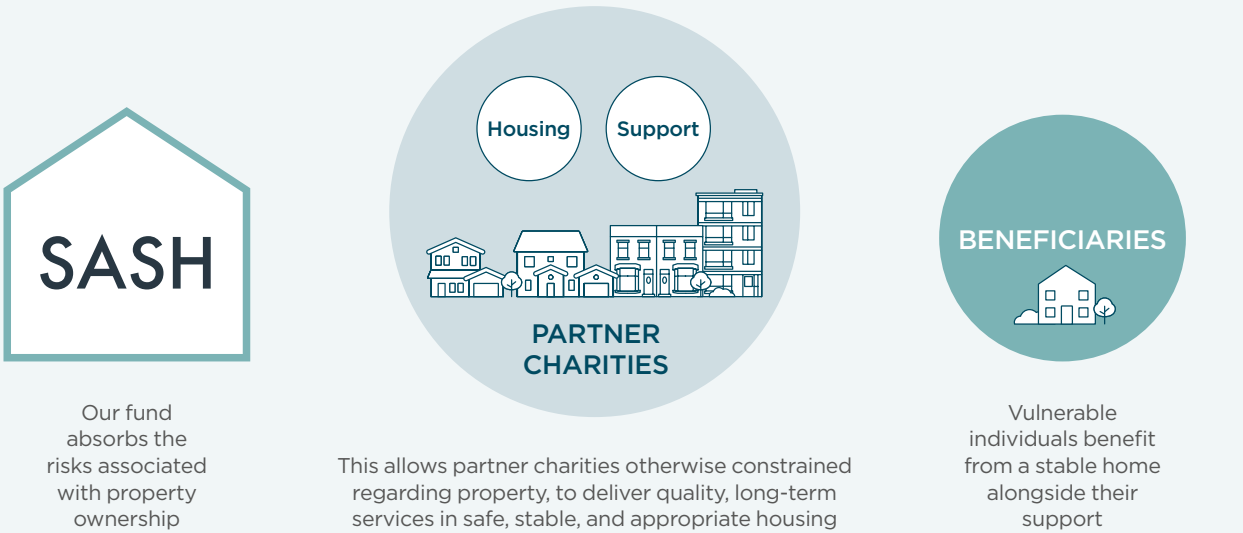 SASH
Our fund
absorbs the
risks associated
with property
ownership
Housing
Support
PARTNER
CHARITIES
This allows partner charities otherwise constrained
regarding property, to deliver quality, long-term
services in safe, stable, and appropriate housing
BENEFICIARIES
Vulnerable
individuals benefit
from a stable home
alongside their
support